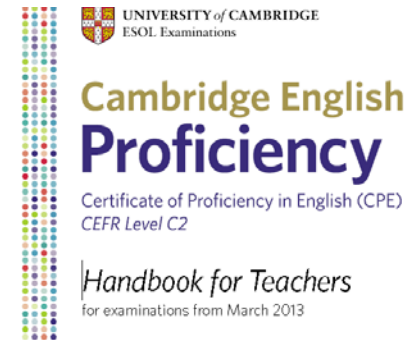 UNIVERSITY of CAMBRIDGE
ESOL Examinations
Cambridge English
Proficiency
Certificate of Proficiency in English (CPE)
CEFR Level C2
Handbook for Teachers
for examinations from March 2013